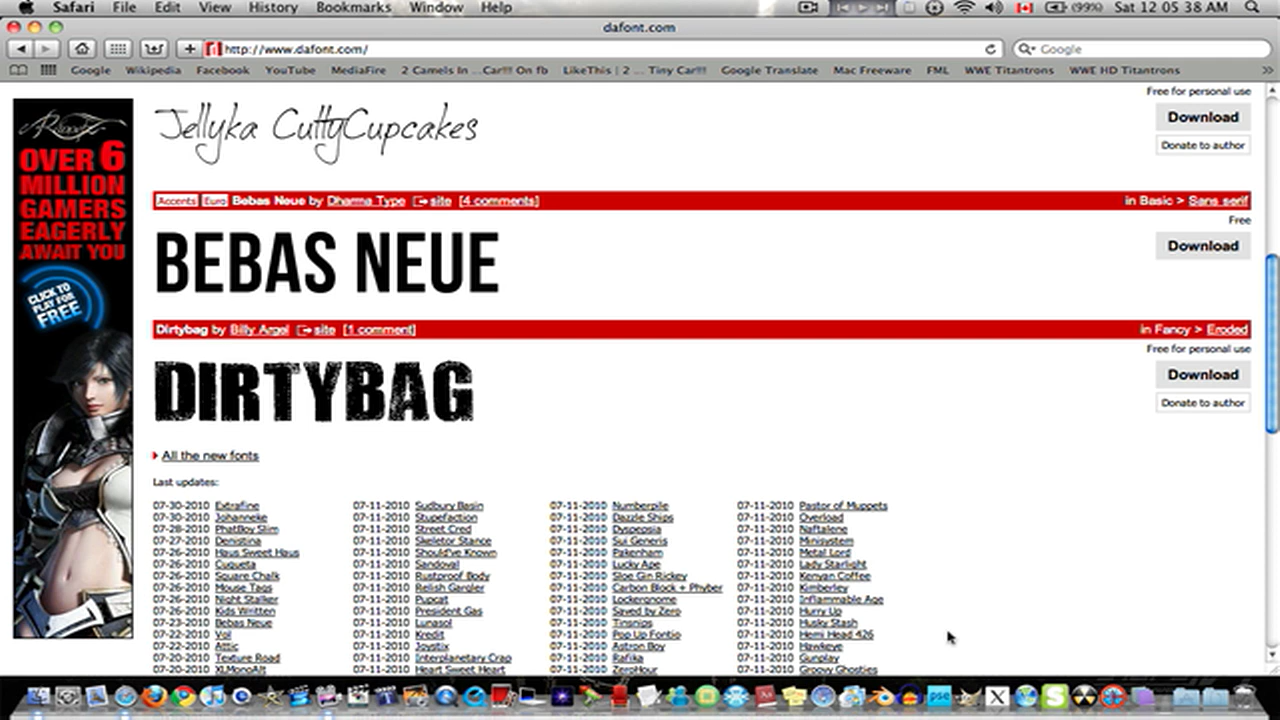 Safari File Edit View History Bookmarks Window Help (99%) Sat 12 05 38 AM
dafont.com
http://www.dafont.com/ Google
Google Wikipedia Facebook YouTube MediaFire 2 Camels In ...Car!!! On fb LikeThis | 2 ... Tiny Car!!! Google Translate Mac Freeware FML WWE Titantrons WWE HD Titantrons »
Free for personal use
Jellyka CuttyCupcakes
Download
Donate to author
OVER 6
MILLION
GAMERS
EAGERLY
AWAIT YOU
CLICK TO
PLAY FOR
FREE
Accents Euro Bebas Neue by Dharma Type site [4 comments] in Basic > Sans serif
Free
BEBAS NEUE
Download
Dirtybag by Billy Argel site [1 comment] in Fancy > Eroded
Free for personal use
DIRTYBAG
Download
Donate to author
All the new fonts
Last updates:
07-30-2010 Extrafine 07-11-2010 Sudbury Basin 07-11-2010 Numberpile 07-11-2010 Pastor of Muppets
07-30-2010 Johanneke 07-11-2010 Stupefaction 07-11-2010 Dazzle Ships 07-11-2010 Overload
07-28-2010 PhatBoy Slim 07-11-2010 Street Cred 07-11-2010 Dyspepsia 07-11-2010 Naftalene
07-27-2010 Denistina 07-11-2010 Skeletor Stance 07-11-2010 Sui Generis 07-11-2010 Minisystem
07-26-2010 Haus Sweet Haus 07-11-2010 Should've Known 07-11-2010 Pakenham 07-11-2010 Metal Lord
07-26-2010 Cuqueta 07-11-2010 Sandoval 07-11-2010 Lucky Ape 07-11-2010 Lady Starlight
07-26-2010 Square Chalk 07-11-2010 Rustproof Body 07-11-2010 Sloe Gin Rickey 07-11-2010 Kenyan Coffee
07-26-2010 Mouse Tags 07-11-2010 Relish Gargler 07-11-2010 Carbon Block + Phyber 07-11-2010 Kimberley
07-26-2010 Night Stalker 07-11-2010 Pupcat 07-11-2010 Lockergnome 07-11-2010 Inflammable Age
07-26-2010 Kids Written 07-11-2010 President Gas 07-11-2010 Saved by Zero 07-11-2010 Hurry Up
07-23-2010 Bebas Neue 07-11-2010 Lunasol 07-11-2010 Tinsnips 07-11-2010 Husky Stash
07-22-2010 Vol 07-11-2010 Kredit 07-11-2010 Pop Up Fontio 07-11-2010 Hemi Head 426
07-22-2010 Attic 07-11-2010 Joystix 07-11-2010 Astron Boy 07-11-2010 Hawkeye
07-20-2010 Texture Road 07-11-2010 Interplanetary Crap 07-11-2010 Rafika 07-11-2010 Gunplay
07-20-2010 XLMonoAlt 07-11-2010 Heart Sweet Heart 07-11-2010 ZeroHour 07-11-2010 Groovy Ghosties
pse